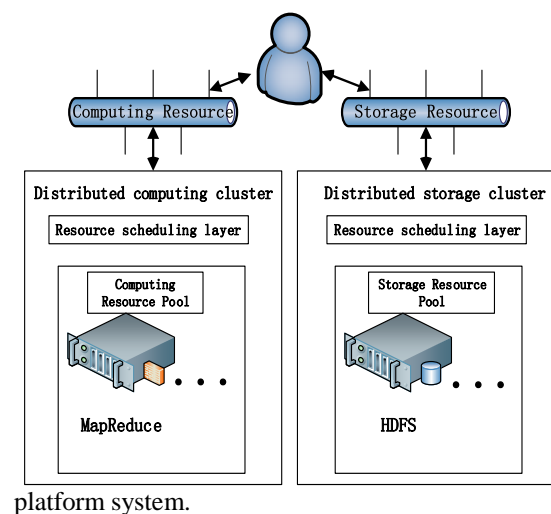 Computing Resource
Storage Resource
Distributed computing cluster
Resource scheduling layer
Computing
Resource Pool
MapReduce
Distributed storage cluster
Resource scheduling layer
Storage Resource
Pool
HDFS
platform system.